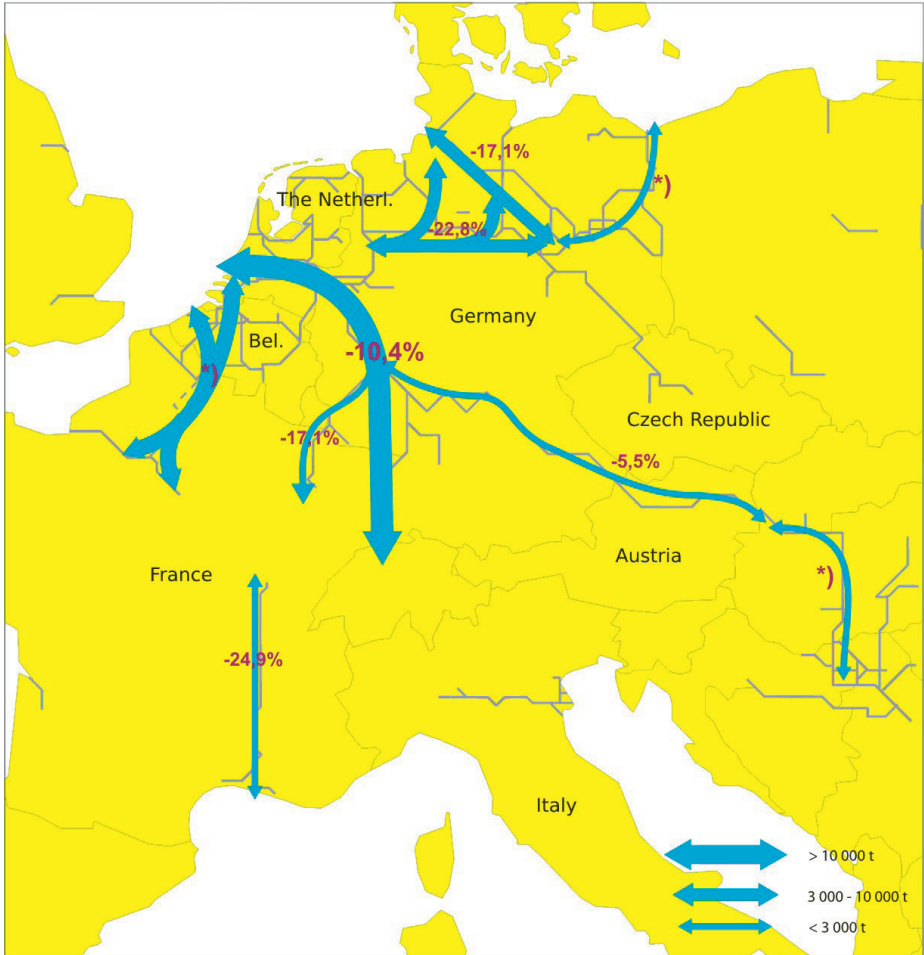 -17,1%
*)
The Netherl.
-22,8%
Germany
Bel.
-10,4%
*)
Czech Republic
-17,1%
-5,5%
Austria
*)
France
-24,9%
Italy
> 10 000 t
3 000 - 10 000 t
< 3 000 t